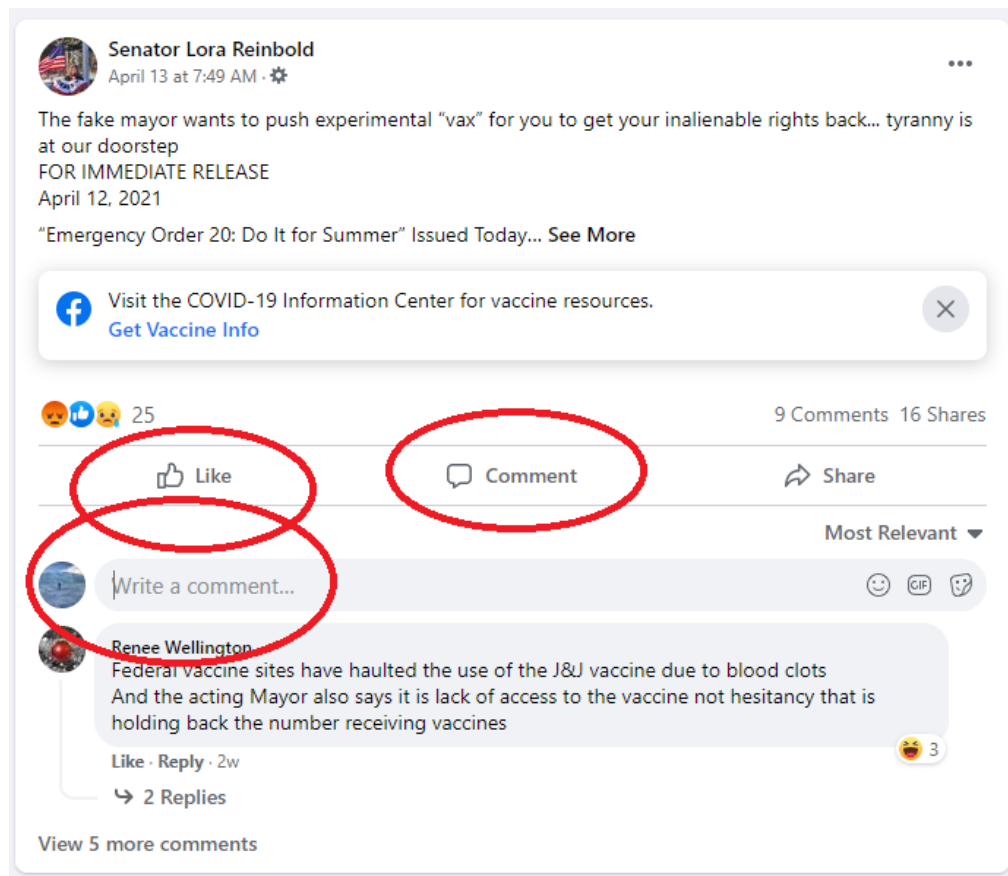 Senator Lora Reinbold
April 13 at 7:49 AM ·
The fake mayor wants to push experimental “vax” for you to get your inalienable rights back... tyranny is
at our doorstep
FOR IMMEDIATE RELEASE
April 12, 2021
“Emergency Order 20: Do It for Summer” Issued Today... See More
Visit the COVID-19 Information Center for vaccine resources.
Get Vaccine Info
25
9 Comments 16 Shares
Like
Comment
Share
Most Relevant
Write a comment...
GIF
Renee Wellington
Federal vaccine sites have haulted the use of the J&J vaccine due to blood clots
And the acting Mayor also says it is lack of access to the vaccine not hesitancy that is
holding back the number receiving vaccines
3
Like · Reply · 2w
2 Replies
View 5 more comments